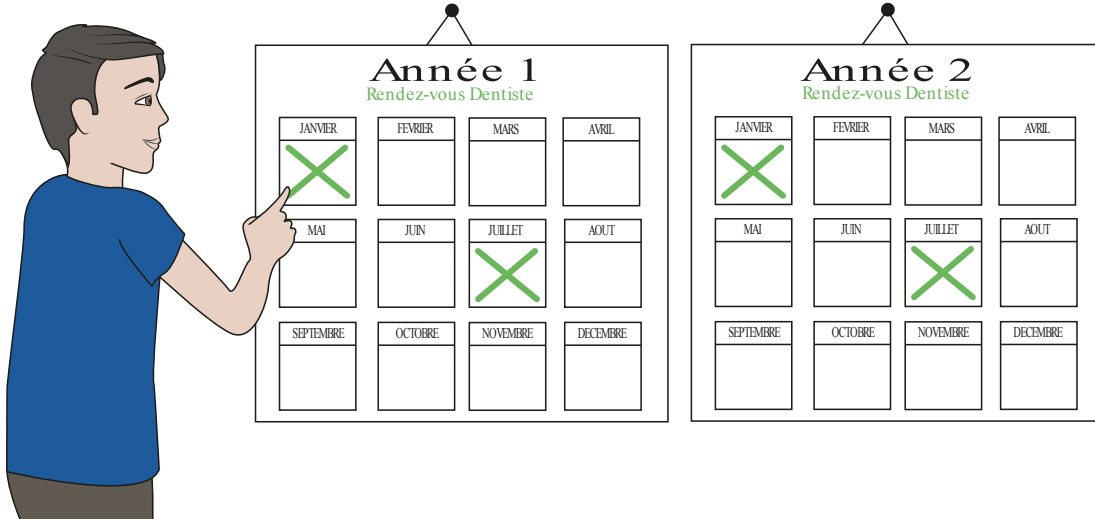 Année 1
Rendez-vous Dentiste
JANVIER FEVRIER MARS AVRIL
MAI JUIN JUILLET AOUT
SEPTEMBRE OCTOBRE NOVEMBRE DECEMBRE
Année 2
Rendez-vous Dentiste
JANVIER FEVRIER MARS AVRIL
MAI JUIN JUILLET AOUT
SEPTEMBRE OCTOBRE NOVEMBRE DECEMBRE